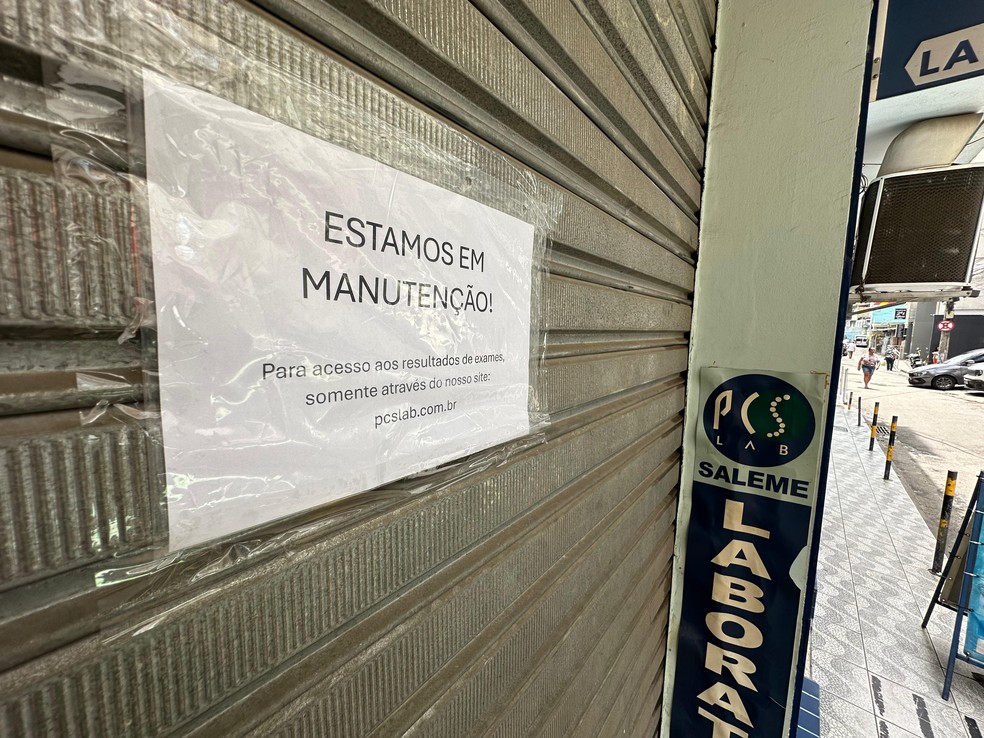 ESTAMOS EM
MANUTENÇÃO!
Para acesso aos resultados de exames,
somente através do nosso site:
pcslab.com.br
LA
PCS
LAB
SALEME
LABORAT